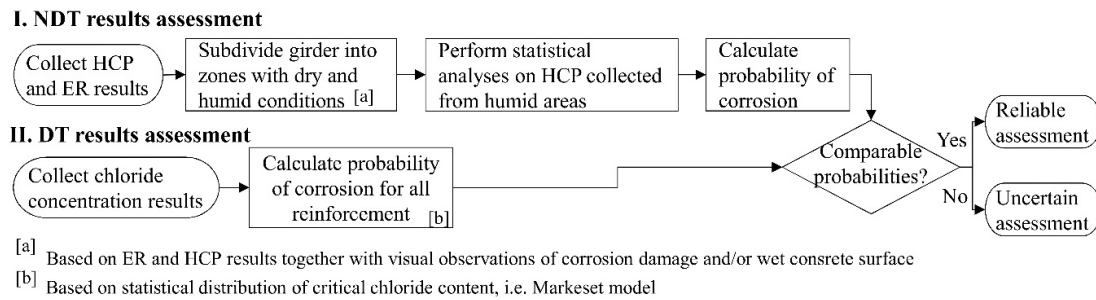 I. NDT results assessment
Collect HCP
and ER results
Subdivide girder into
zones with dry and
humid conditions [a]
Perform statistical
analyses on HCP collected
from humid areas
Calculate
probability of
corrosion
II. DT results assessment
Collect chloride
concentration results
Calculate probability
of corrosion for all
reinforcement [b]
Comparable
probabilities?
Yes
Reliable
assessment
No
Uncertain
assessment
[a] Based on ER and HCP results together with visual observations of corrosion damage and/or wet consrete surface
[b] Based on statistical distribution of critical chloride content, i.e. Markeset model